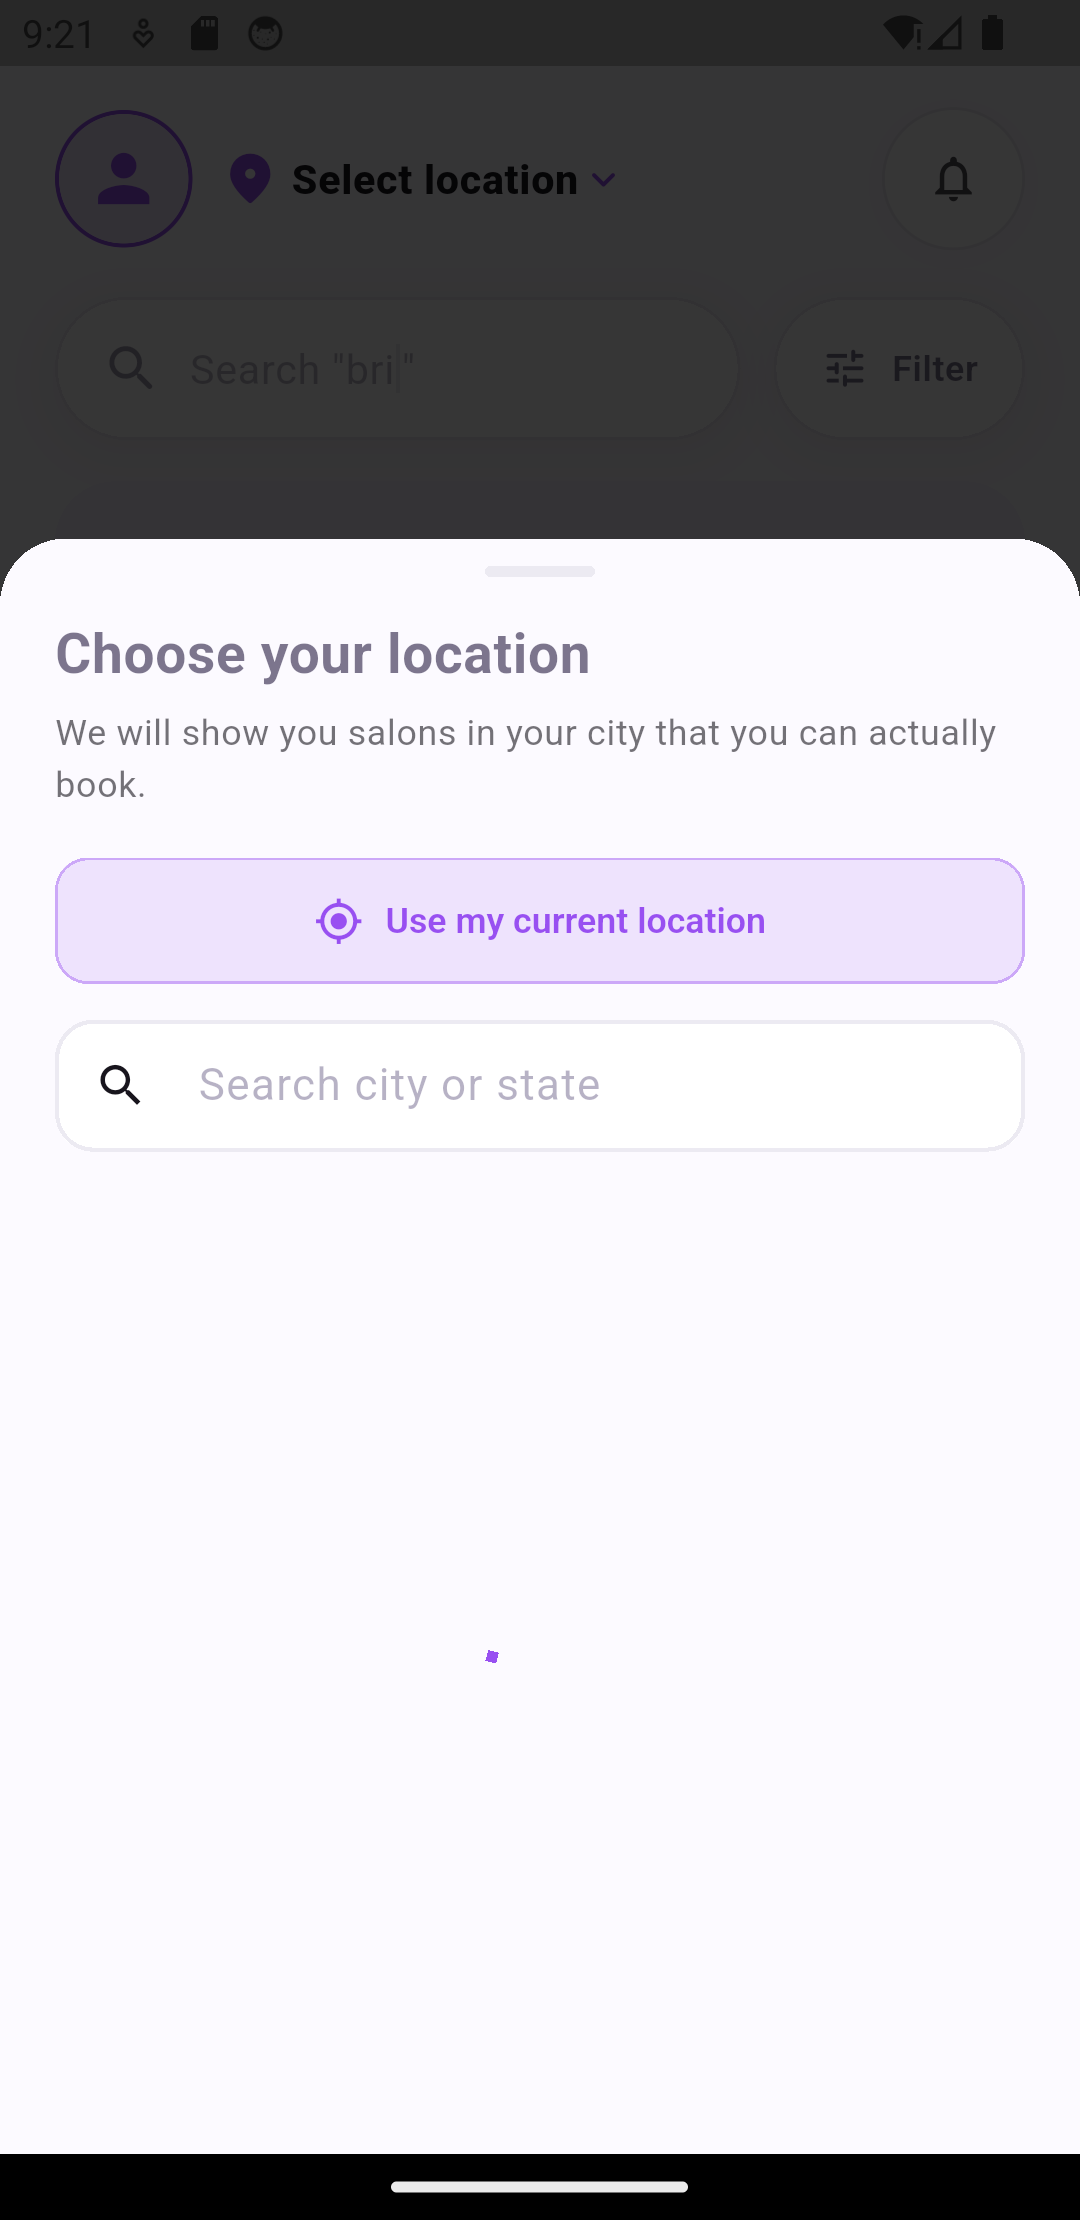 9:21
Select location
Search "bri"
Filter
Choose your location
We will show you salons in your city that you can actually
book.
Use my current location
Search city or state